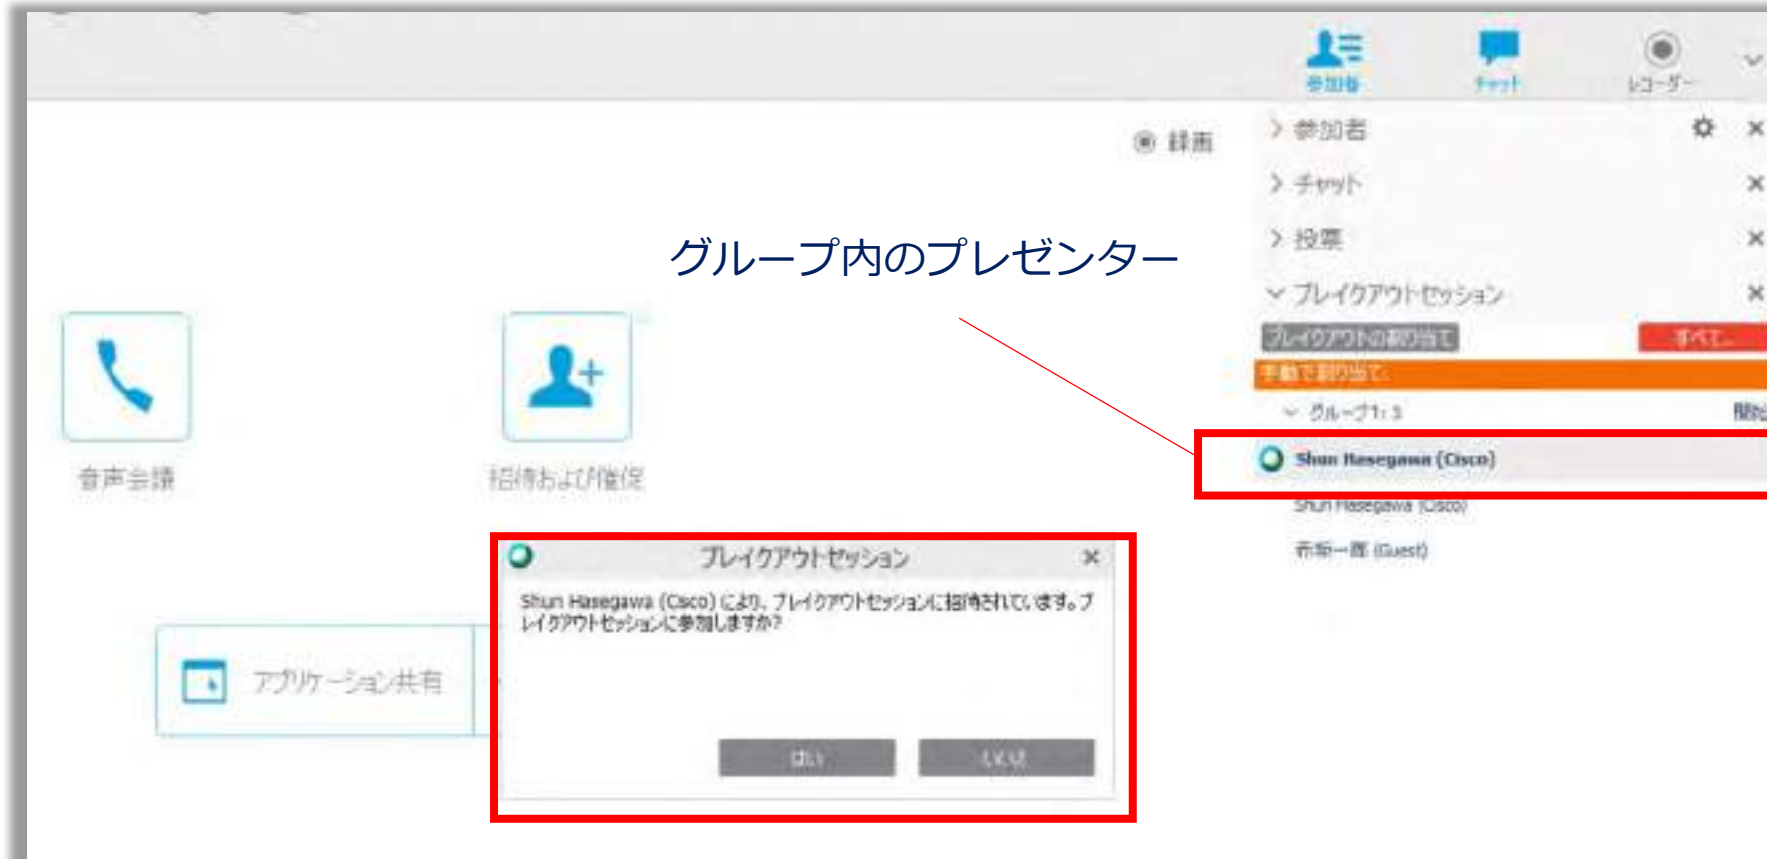 参加者
チャット
レコーダー
録画
参加者
チャット
投票
グループ内のプレゼンター
ブレイクアウトセッション
ブレイクアウトの割り当て
すべて...
手動で割り当て:
グループ1: 3
開始
Shun Hasegawa (Cisco)
Shun Hasegawa (Cisco)
赤坂一郎 (Guest)
音声会議
招待および催促
ブレイクアウトセッション
Shun Hasegawa (Cisco) により、ブレイクアウトセッションに招待されています。ブ
レイクアウトセッションに参加しますか?
はい
いいえ
アプリケーション共有